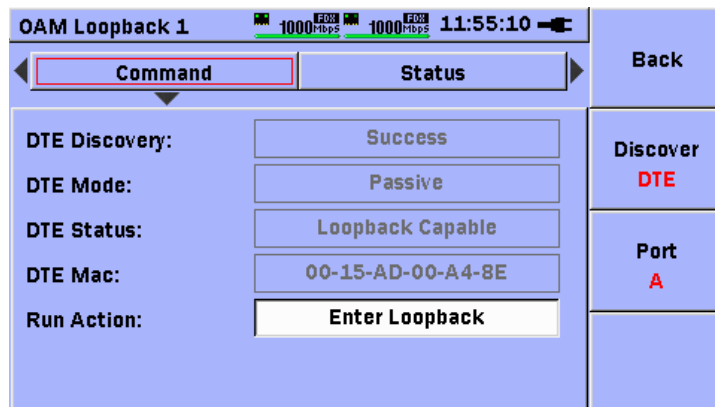 OAM Loopback 1
1000 FDX Mbps 1000 FDX Mbps 11:55:10
Command Status
DTE Discovery: Success
DTE Mode: Passive
DTE Status: Loopback Capable
DTE Mac: 00-15-AD-00-A4-8E
Run Action: Enter Loopback
Back
Discover
DTE
Port
A